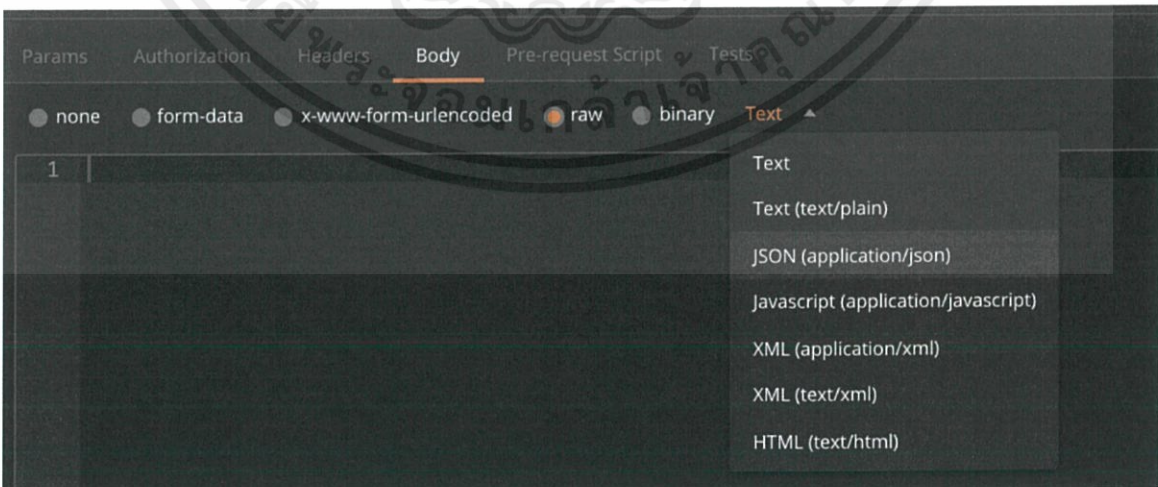 Params Authorization Headers Body Pre-request Script Tests
none form-data x-www-form-urlencoded raw binary Text
1
Text
Text (text/plain)
JSON (application/json)
Javascript (application/javascript)
XML (application/xml)
XML (text/xml)
HTML (text/html)